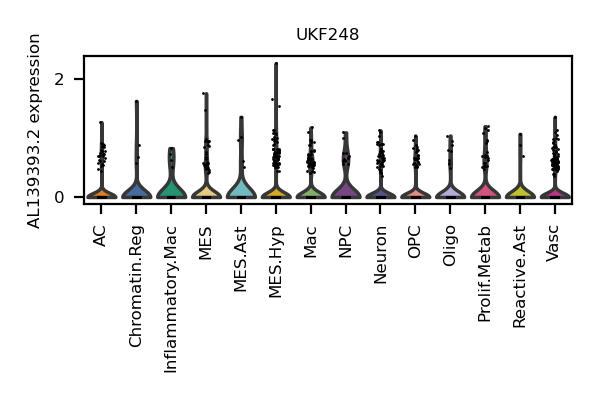 UKF248
AL139393.2 expression
2
0
AC
Chromatin.Reg
Inflammatory.Mac
MES
MES.Ast
MES.Hyp
Mac
NPC
Neuron
OPC
Oligo
Prolif.Metab
Reactive.Ast
Vasc